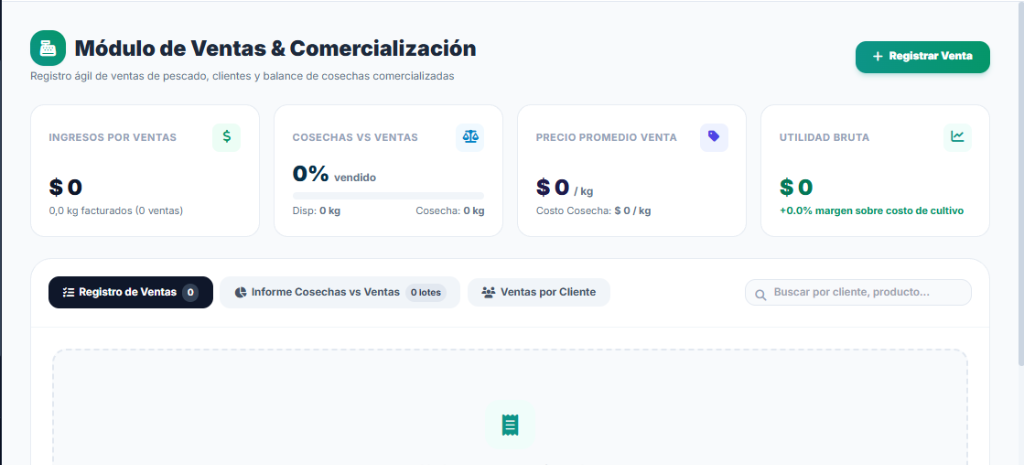 Módulo de Ventas & Comercialización
Registro ágil de ventas de pescado, clientes y balance de cosechas comercializadas
+ Registrar Venta
INGRESOS POR VENTAS
$
$ 0
0,0 kg facturados (0 ventas)
COSECHAS VS VENTAS
0% vendido
Disp: 0 kg
Cosecha: 0 kg
PRECIO PROMEDIO VENTA
$ 0 / kg
Costo Cosecha: $ 0 / kg
UTILIDAD BRUTA
$ 0
+0.0% margen sobre costo de cultivo
Registro de Ventas 0
Informe Cosechas vs Ventas 0 lotes
Ventas por Cliente
Buscar por cliente, producto...